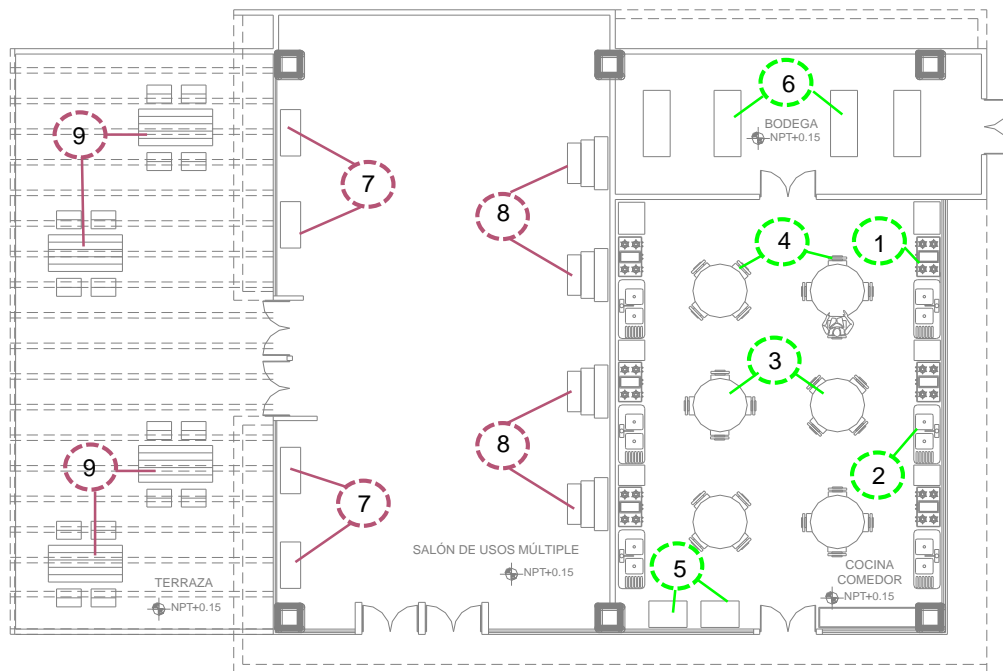 6
BODEGA
NPT+0.15
9
7
8
4
1
3
8
2
9
7
SALÓN DE USOS MÚLTIPLE
NPT+0.15
5
COCINA
COMEDOR
NPT+0.15
TERRAZA
NPT+0.15